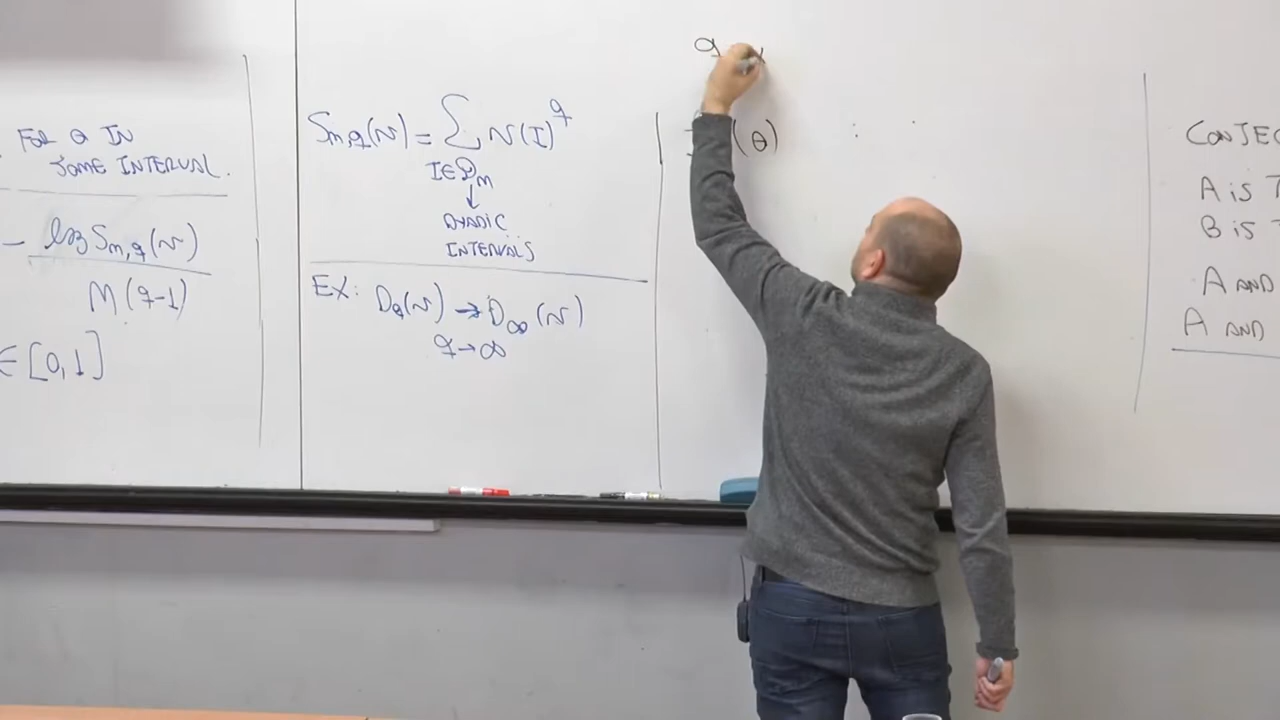 FOR Q IN
SOME INTERVAL.
- log Sm,q(ν)
M(q-1)
∈ [0,1]
Sm,q(ν) = ∑ ν(I)^q
I∈Dm
↓
DYADIC
INTERVALS
EX: Dq(ν) → D∞(ν)
q→∞
q
(θ)
CONJEC
A is T
B is T
A AND
A AND